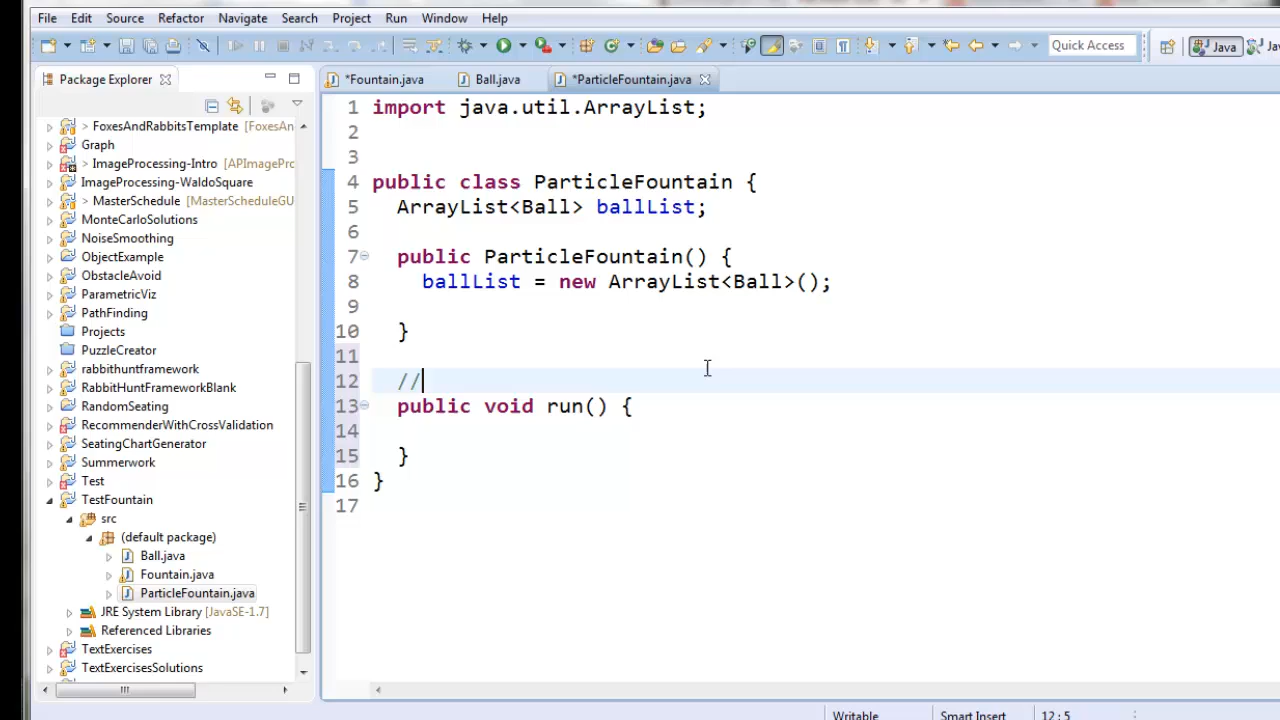 File Edit Source Refactor Navigate Search Project Run Window Help
Quick Access
Java
Package Explorer
*Fountain.java
Ball.java
*ParticleFountain.java
> FoxesAndRabbitsTemplate [FoxesAn
Graph
> ImageProcessing-Intro [APImagePro
ImageProcessing-WaldoSquare
> MasterSchedule [MasterScheduleGU
MonteCarloSolutions
NoiseSmoothing
ObjectExample
ObstacleAvoid
ParametricViz
PathFinding
Projects
PuzzleCreator
rabbithuntframework
RabbitHuntFrameworkBlank
RandomSeating
RecommenderWithCrossValidation
SeatingChartGenerator
Summerwork
Test
TestFountain
src
(default package)
Ball.java
Fountain.java
ParticleFountain.java
JRE System Library [JavaSE-1.7]
Referenced Libraries
TextExercises
TextExercisesSolutions
1 import java.util.ArrayList;
2
3
4 public class ParticleFountain {
5 ArrayList<Ball> ballList;
6
7 public ParticleFountain() {
8 ballList = new ArrayList<Ball>();
9
10 }
11
12 //
13 public void run() {
14
15 }
16 }
17
Writable
Smart Insert
12:5